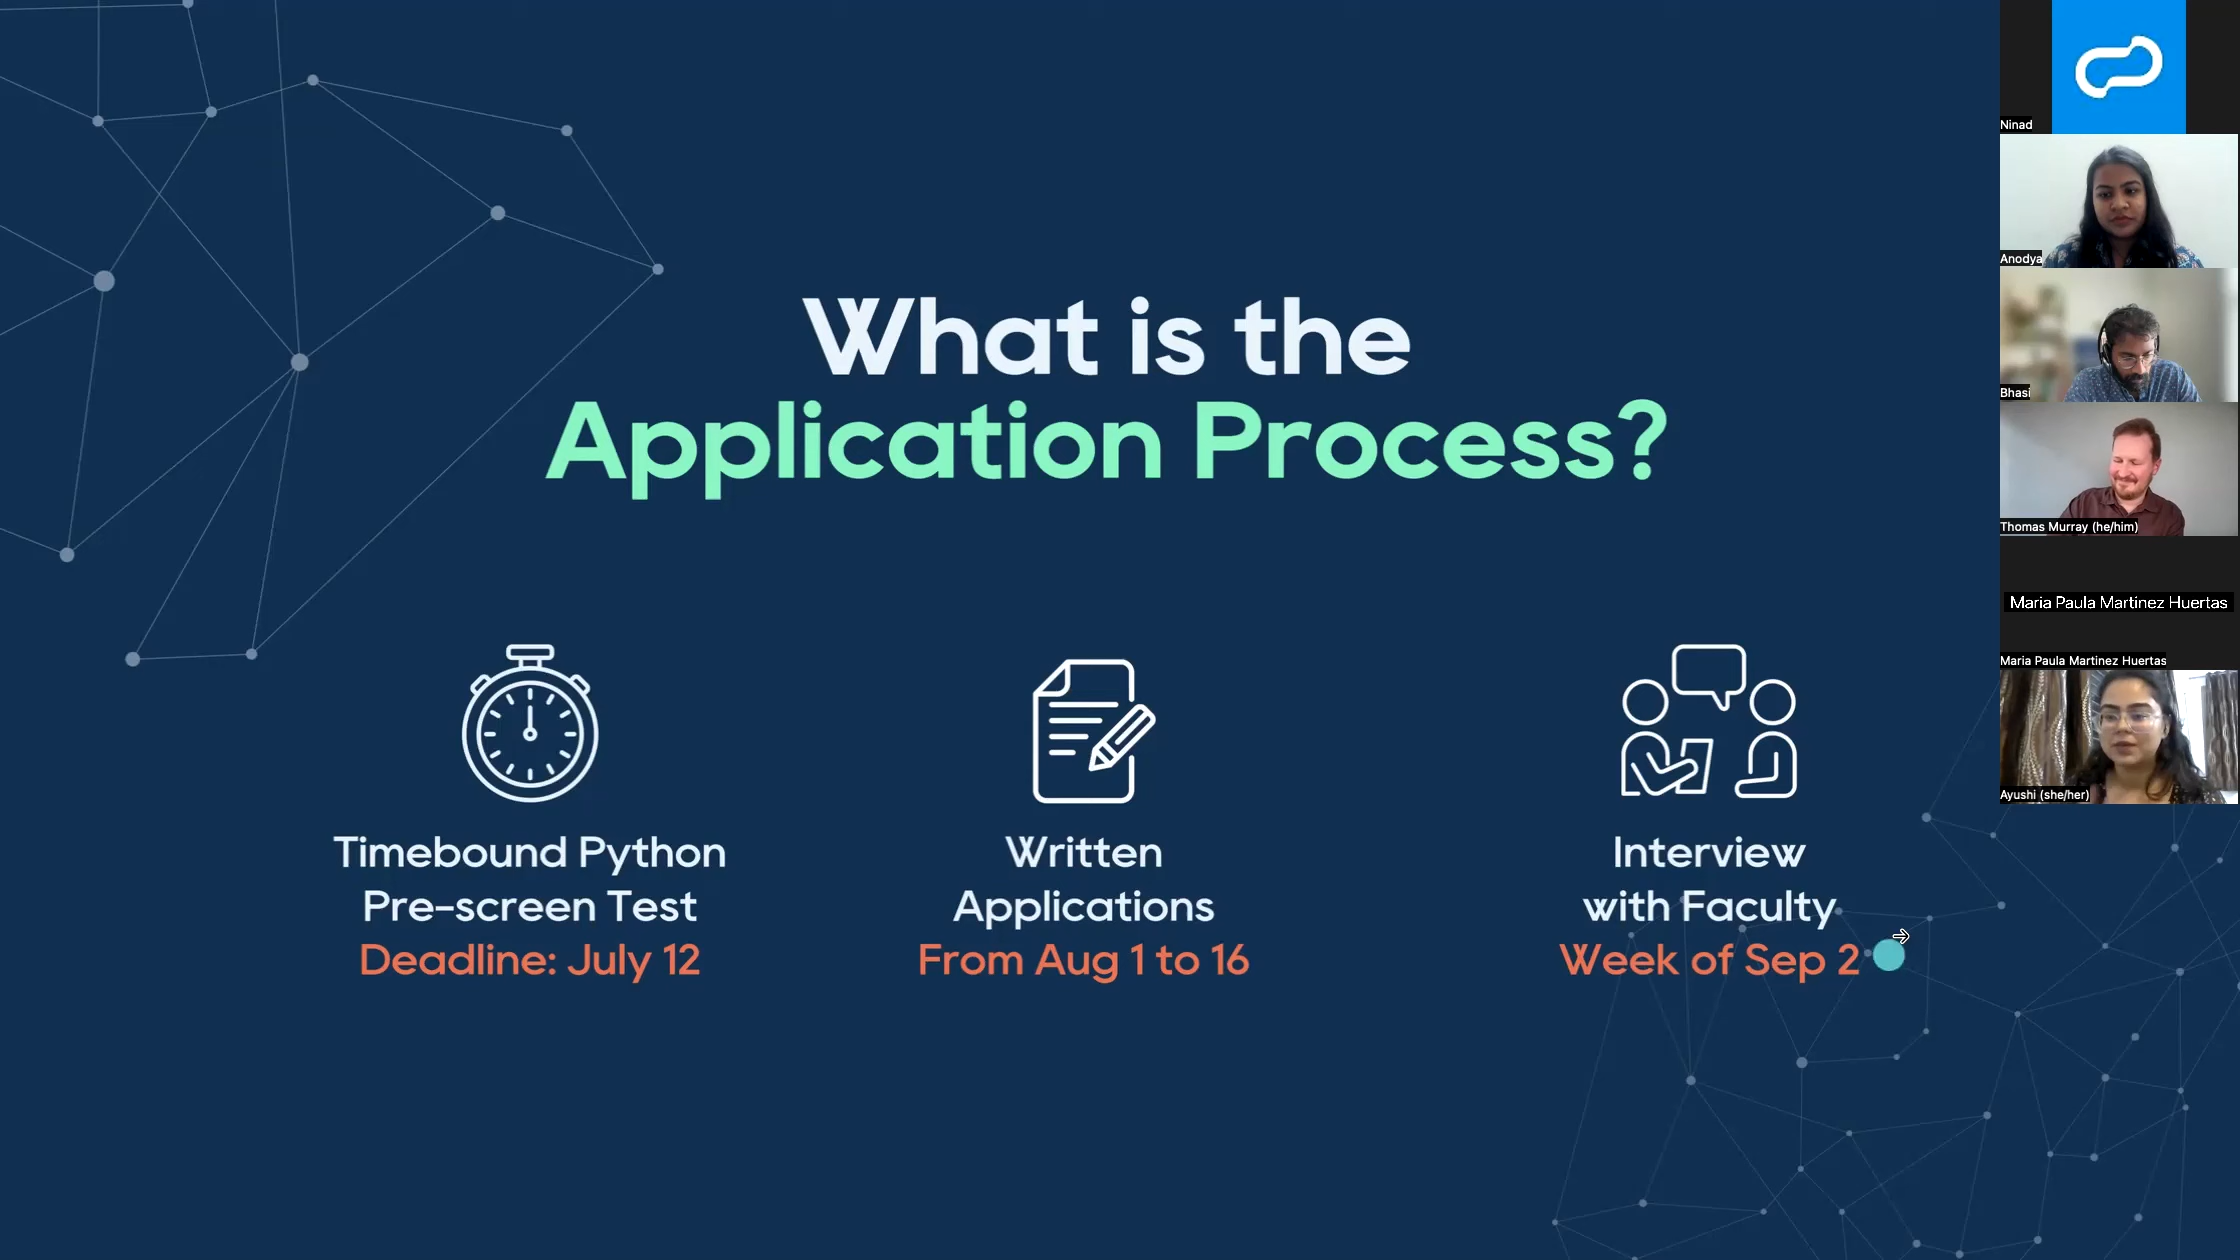 What is the
Application Process?
Timebound Python
Pre-screen Test
Deadline: July 12
Written
Applications
From Aug 1 to 16
Interview
with Faculty
Week of Sep 2
Ninad
Anodya
Bhasi
Thomas Murray (he/him)
Maria Paula Martinez Huertas
Maria Paula Martinez Huertas
Ayushi (she/her)